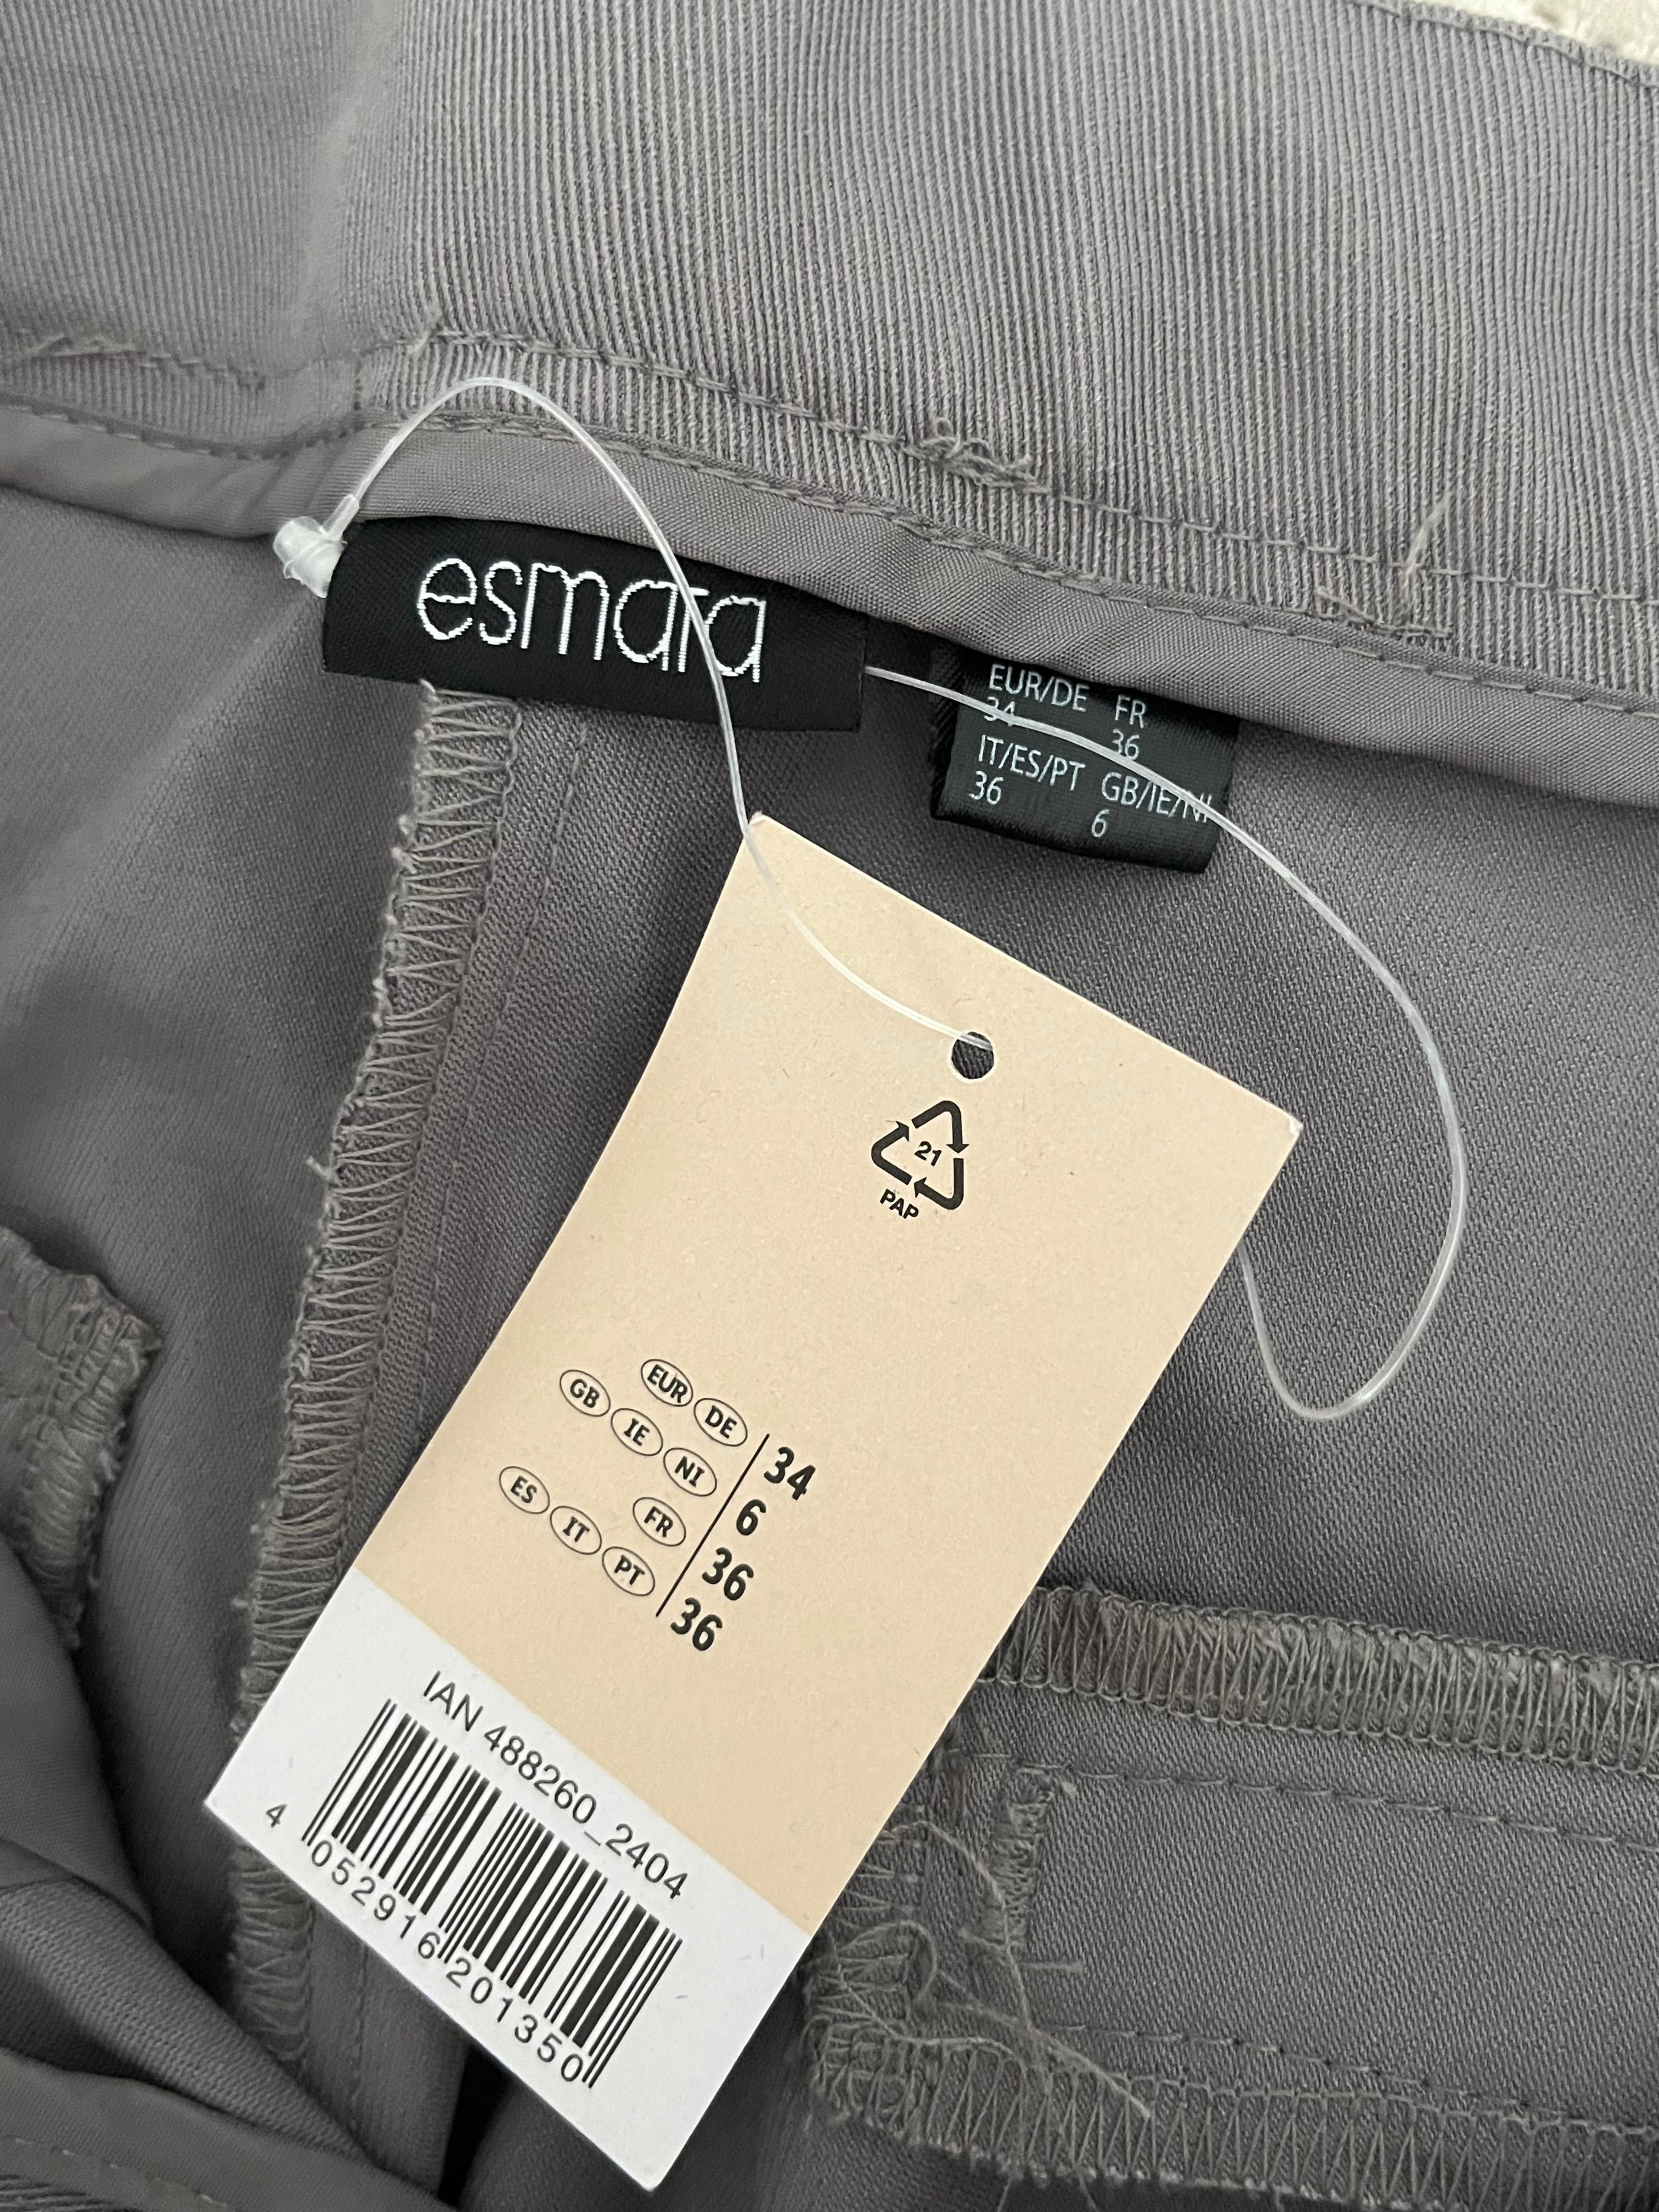 esmara
EUR/DE FR
34 36
IT/ES/PT GB/IE/NI
36 6
21
PAP
EUR DE 34
GB IE NI 6
FR 36
ES IT PT 36
IAN 488260_2404
4 052916 201350